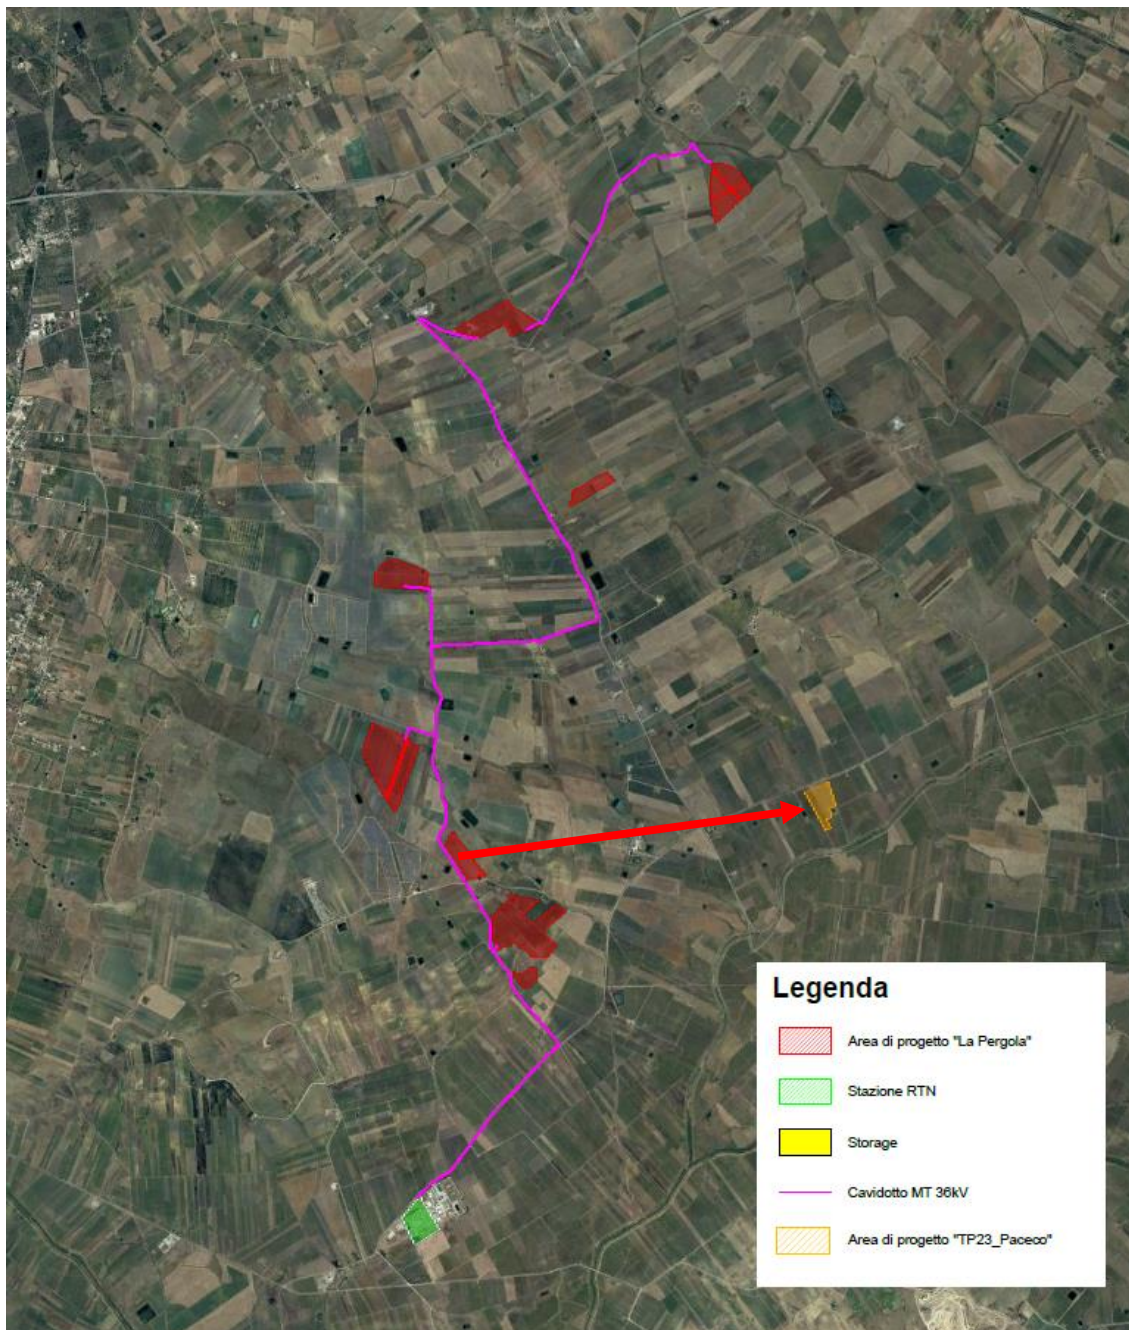 Legenda
Area di progetto "La Pergola"
Stazione RTN
Storage
Cavidotto MT 36kV
Area di progetto "TP23_Paceco"